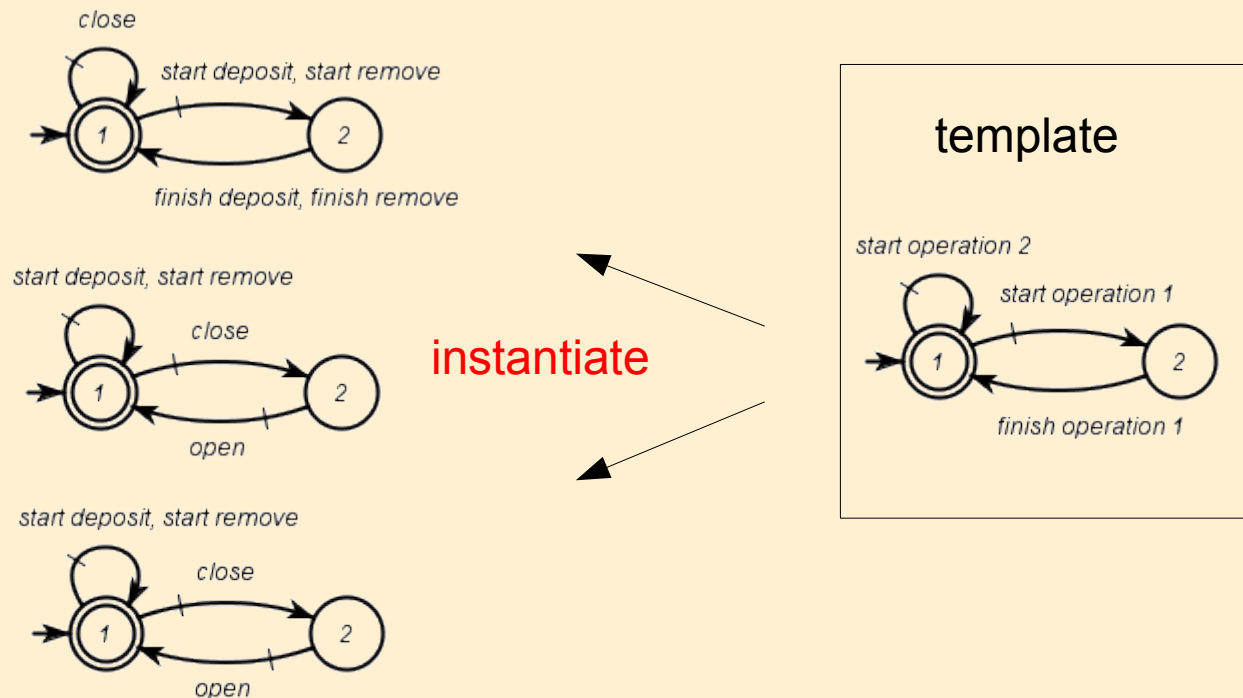 close
start deposit, start remove
1
2
finish deposit, finish remove
start deposit, start remove
close
1
2
open
start deposit, start remove
close
1
2
open
instantiate
template
start operation 2
start operation 1
1
2
finish operation 1